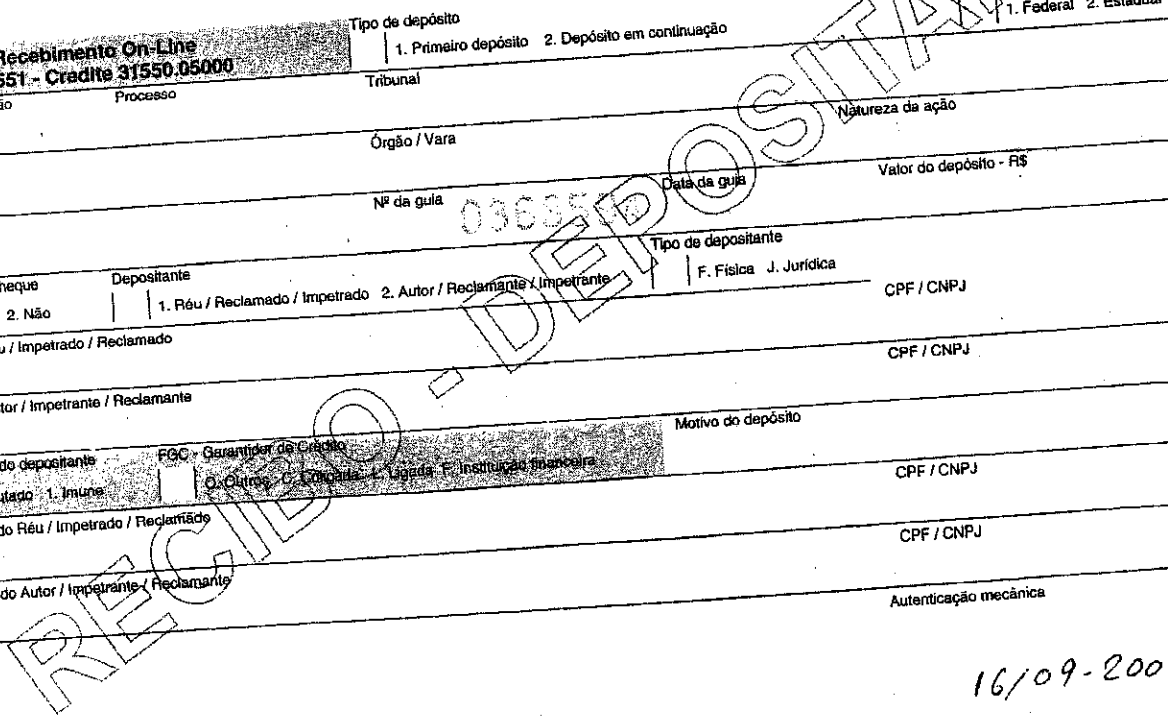 Tipo de depósito
1. Federal 2. Estadual
Recebimento On-Line
1. Primeiro depósito 2. Depósito em continuação
551 - Credite 31550.05000
Processo
Tribunal
Órgão / Vara
Natureza da ação
Nº da guia
Data da guia
Valor do depósito - R$
Depositante
Tipo de depositante
2. Não
1. Réu / Reclamado / Impetrado 2. Autor / Reclamante / Impetrante
F. Física J. Jurídica
u / Impetrado / Reclamado
CPF / CNPJ
tor / Impetrante / Reclamante
CPF / CNPJ
do depositante
FGC - Garantidor de Crédito
Motivo do depósito
1. Imune
O. Outros C. Coligada L. Ligada F. Instituição financeira
do Réu / Impetrado / Reclamado
CPF / CNPJ
do Autor / Impetrante / Reclamante
CPF / CNPJ
Autenticação mecânica
RECIBO - DEPOSITA
16/09-200